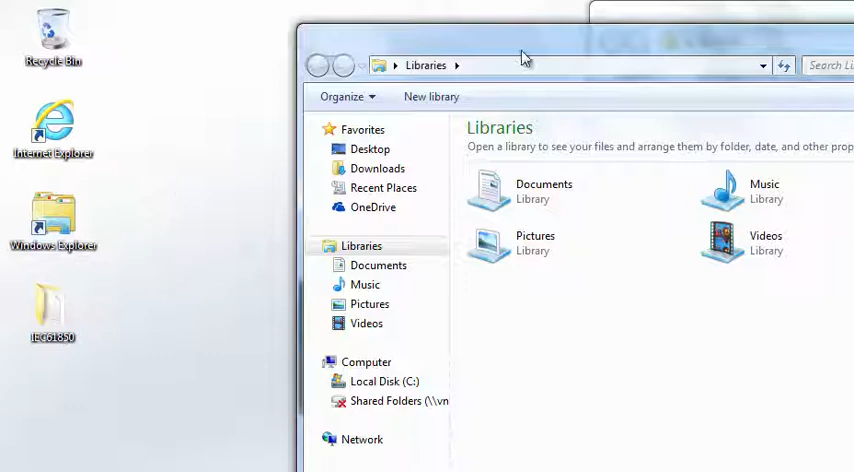 Recycle Bin
Internet Explorer
Windows Explorer
IEC61850
Libraries
Search Li
Organize
New library
Favorites
Desktop
Downloads
Recent Places
OneDrive
Libraries
Documents
Music
Pictures
Videos
Computer
Local Disk (C:)
Shared Folders (\\vn
Network
Libraries
Open a library to see your files and arrange them by folder, date, and other prop
Documents
Library
Music
Library
Pictures
Library
Videos
Library